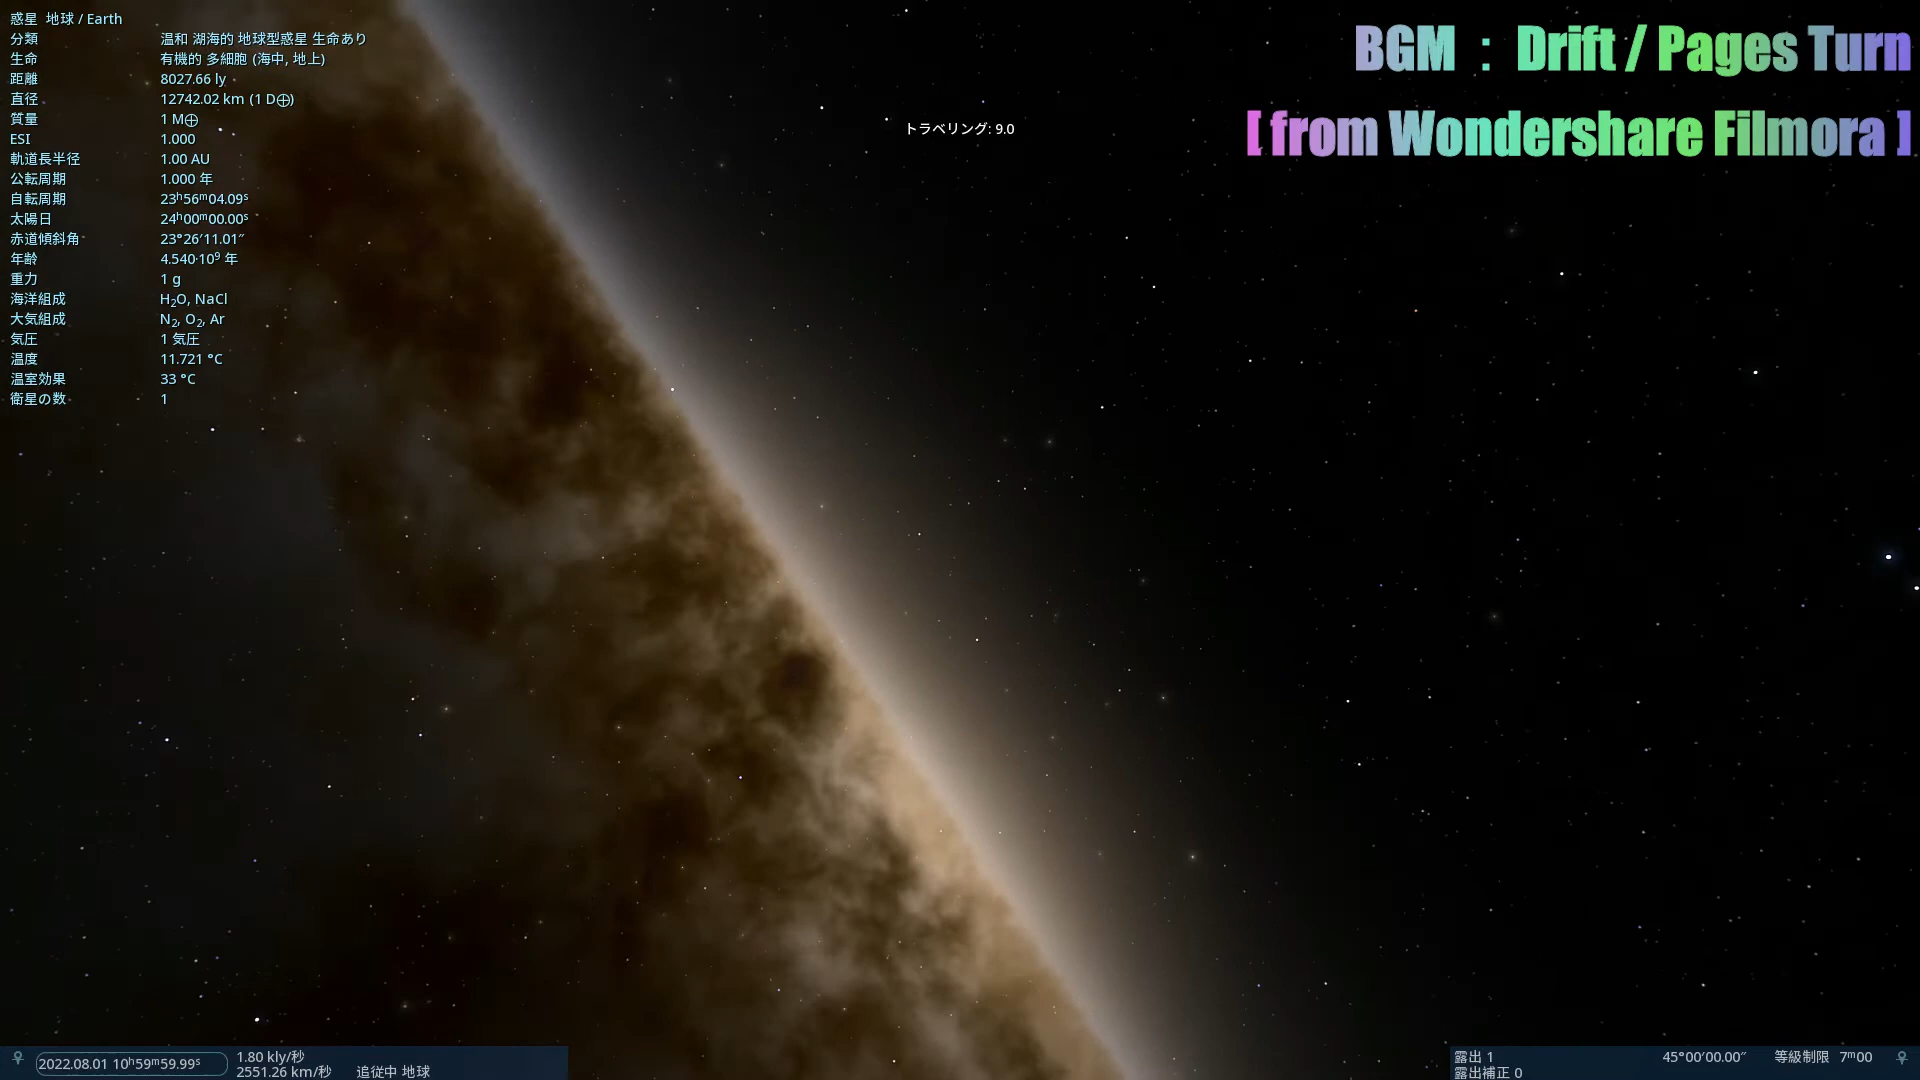 惑星 地球 / Earth
分類 温和 湖海的 地球型惑星 生命あり
生命 有機的 多細胞 (海中, 地上)
距離 8027.66 ly
直径 12742.02 km (1 D⊕)
質量 1 M⊕
ESI 1.000
軌道長半径 1.00 AU
公転周期 1.000 年
自転周期 23ʰ56ᵐ04.09ˢ
太陽日 24ʰ00ᵐ00.00ˢ
赤道傾斜角 23°26′11.01″
年齢 4.540·10⁹ 年
重力 1 g
海洋組成 H₂O, NaCl
大気組成 N₂, O₂, Ar
気圧 1 気圧
温度 11.721 °C
温室効果 33 °C
衛星の数 1
トラベリング: 9.0
BGM : Drift / Pages Turn
[ from Wondershare Filmora ]
2022.08.01 10ʰ59ᵐ59.99ˢ
1.80 kly/秒
2551.26 km/秒 追従中 地球
露出 1 45°00′00.00″ 等級制限 7ᵐ00
露出補正 0